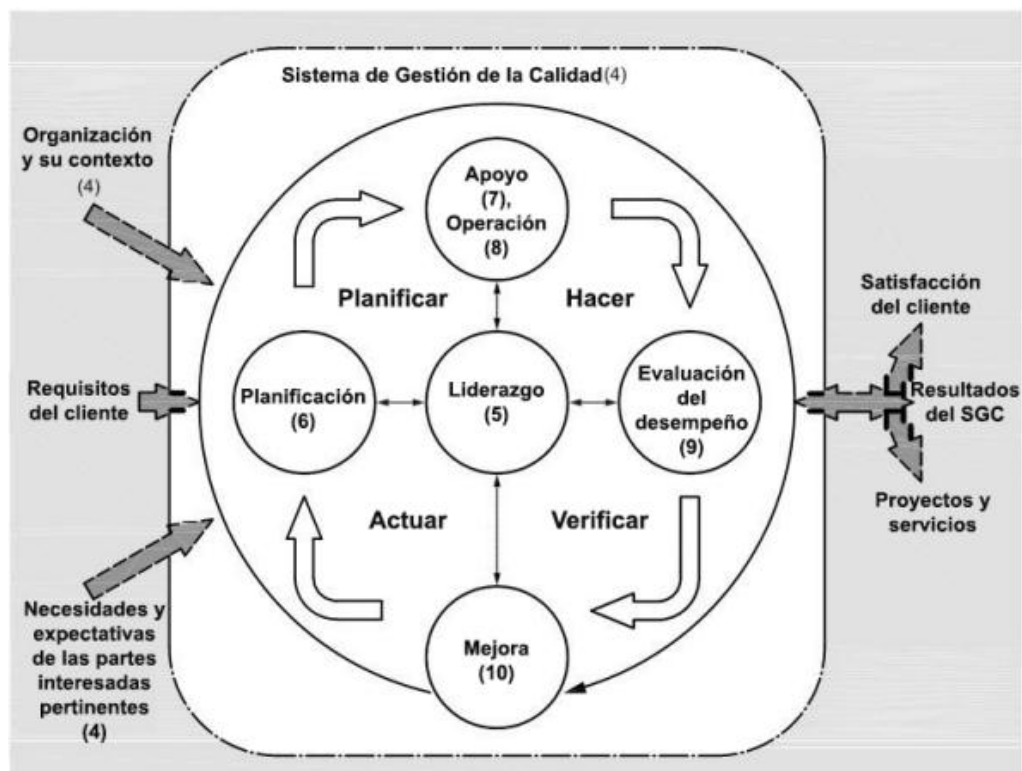 Sistema de Gestión de la Calidad(4)
Organización
y su contexto
(4)
Requisitos
del cliente
Necesidades y
expectativas
de las partes
interesadas
pertinentes
(4)
Apoyo
(7),
Operación
(8)
Planificar
Hacer
Planificación
(6)
Liderazgo
(5)
Evaluación
del
desempeño
(9)
Actuar
Verificar
Mejora
(10)
Satisfacción
del cliente
Resultados
del SGC
Proyectos y
servicios